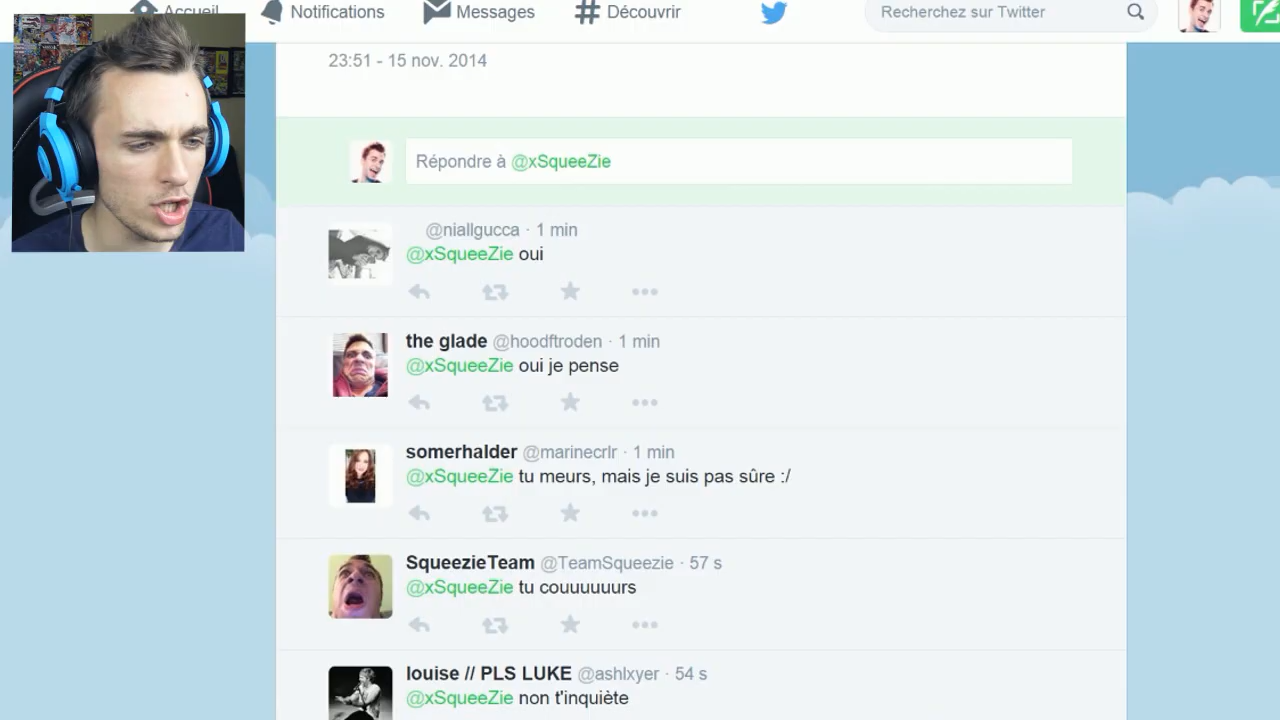 Accueil Notifications Messages Découvrir Recherchez sur Twitter
23:51 - 15 nov. 2014
Répondre à @xSqueeZie
@niallgucca · 1 min
@xSqueeZie oui
the glade @hoodftroden · 1 min
@xSqueeZie oui je pense
somerhalder @marinecrlr · 1 min
@xSqueeZie tu meurs, mais je suis pas sûre :/
SqueezieTeam @TeamSqueezie · 57 s
@xSqueeZie tu couuuuuurs
louise // PLS LUKE @ashlxyer · 54 s
@xSqueeZie non t'inquiète